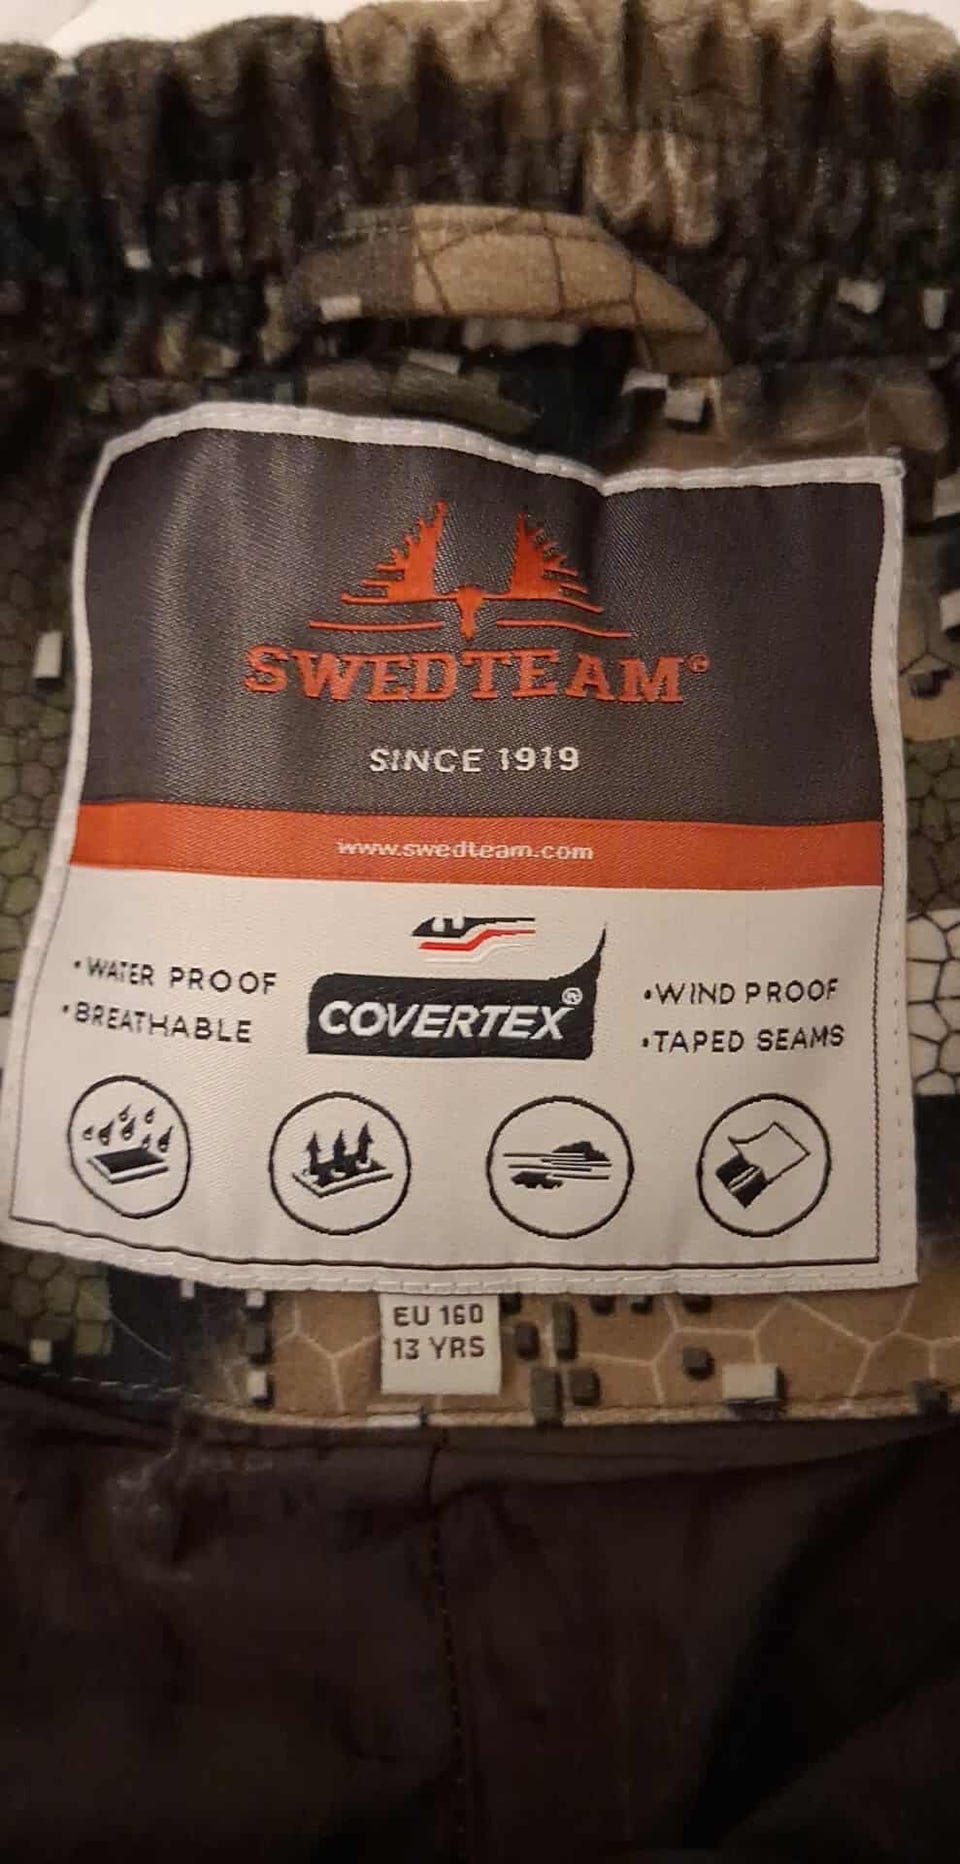 SWEDTEAM®
SINCE 1919
www.swedteam.com
• WATER PROOF
• BREATHABLE
COVERTEX®
• WIND PROOF
• TAPED SEAMS
EU 160
13 YRS